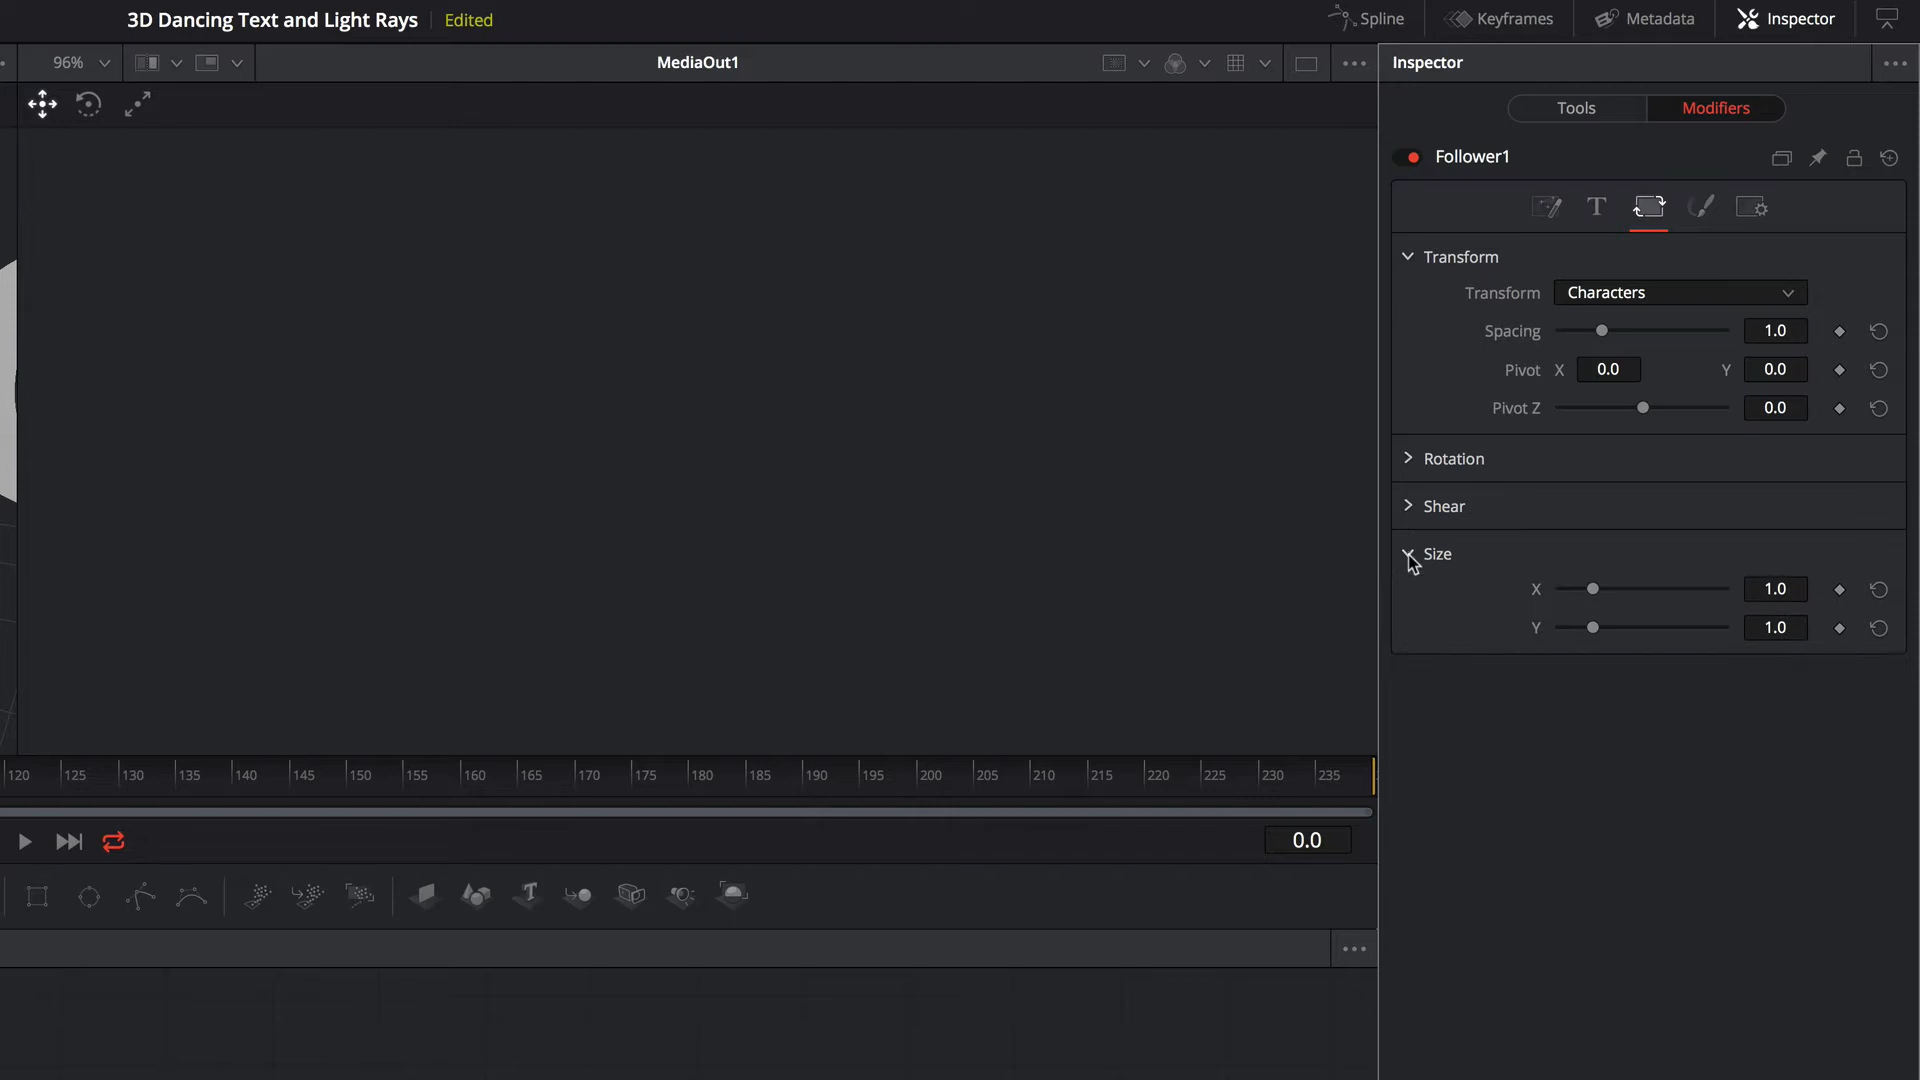 3D Dancing Text and Light Rays Edited
Spline Keyframes Metadata Inspector
96% MediaOut1 Inspector
Tools Modifiers
Follower1
T
Transform
Transform Characters
Spacing 1.0
Pivot X 0.0 Y 0.0
Pivot Z 0.0
Rotation
Shear
Size
X 1.0
Y 1.0
120 125 130 135 140 145 150 155 160 165 170 175 180 185 190 195 200 205 210 215 220 225 230 235
0.0
T